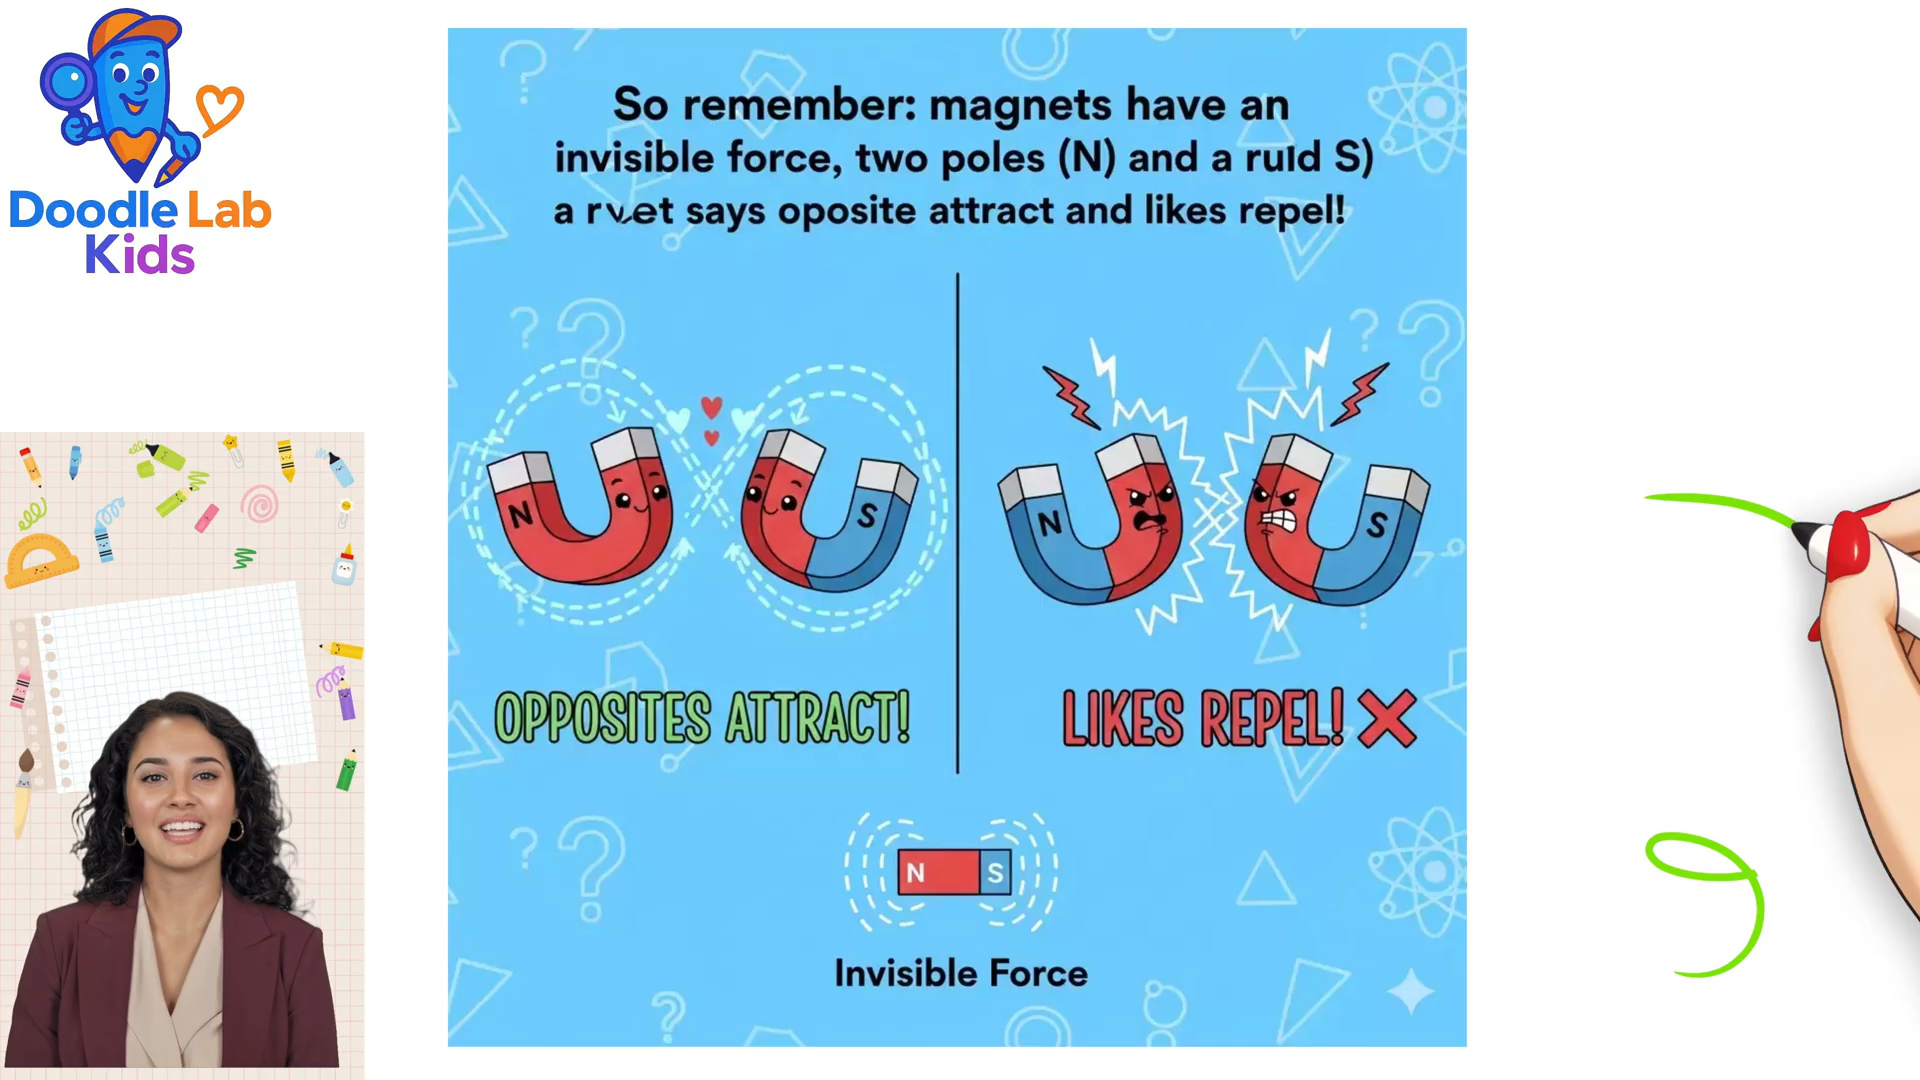 Doodle Lab
Kids
So remember: magnets have an
invisible force, two poles (N) and a ruld S)
a rvet says oposite attract and likes repel!
N
S
N
S
OPPOSITES ATTRACT!
LIKES REPEL!
N
S
Invisible Force